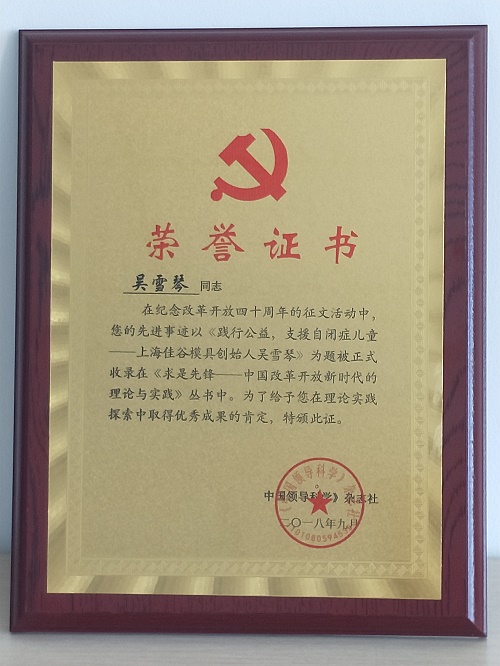 荣誉证书
吴雪琴 同志
在纪念改革开放四十周年的征文活动中，
您的先进事迹以《践行公益，支援自闭症儿童
——上海佳谷模具创始人吴雪琴》为题被正式
收录在《求是先锋——中国改革开放新时代的
理论与实践》丛书中。为了给予您在理论实践
探索中取得优秀成果的肯定，特颁此证。
中国领导科学》杂志社
二〇一八年九月